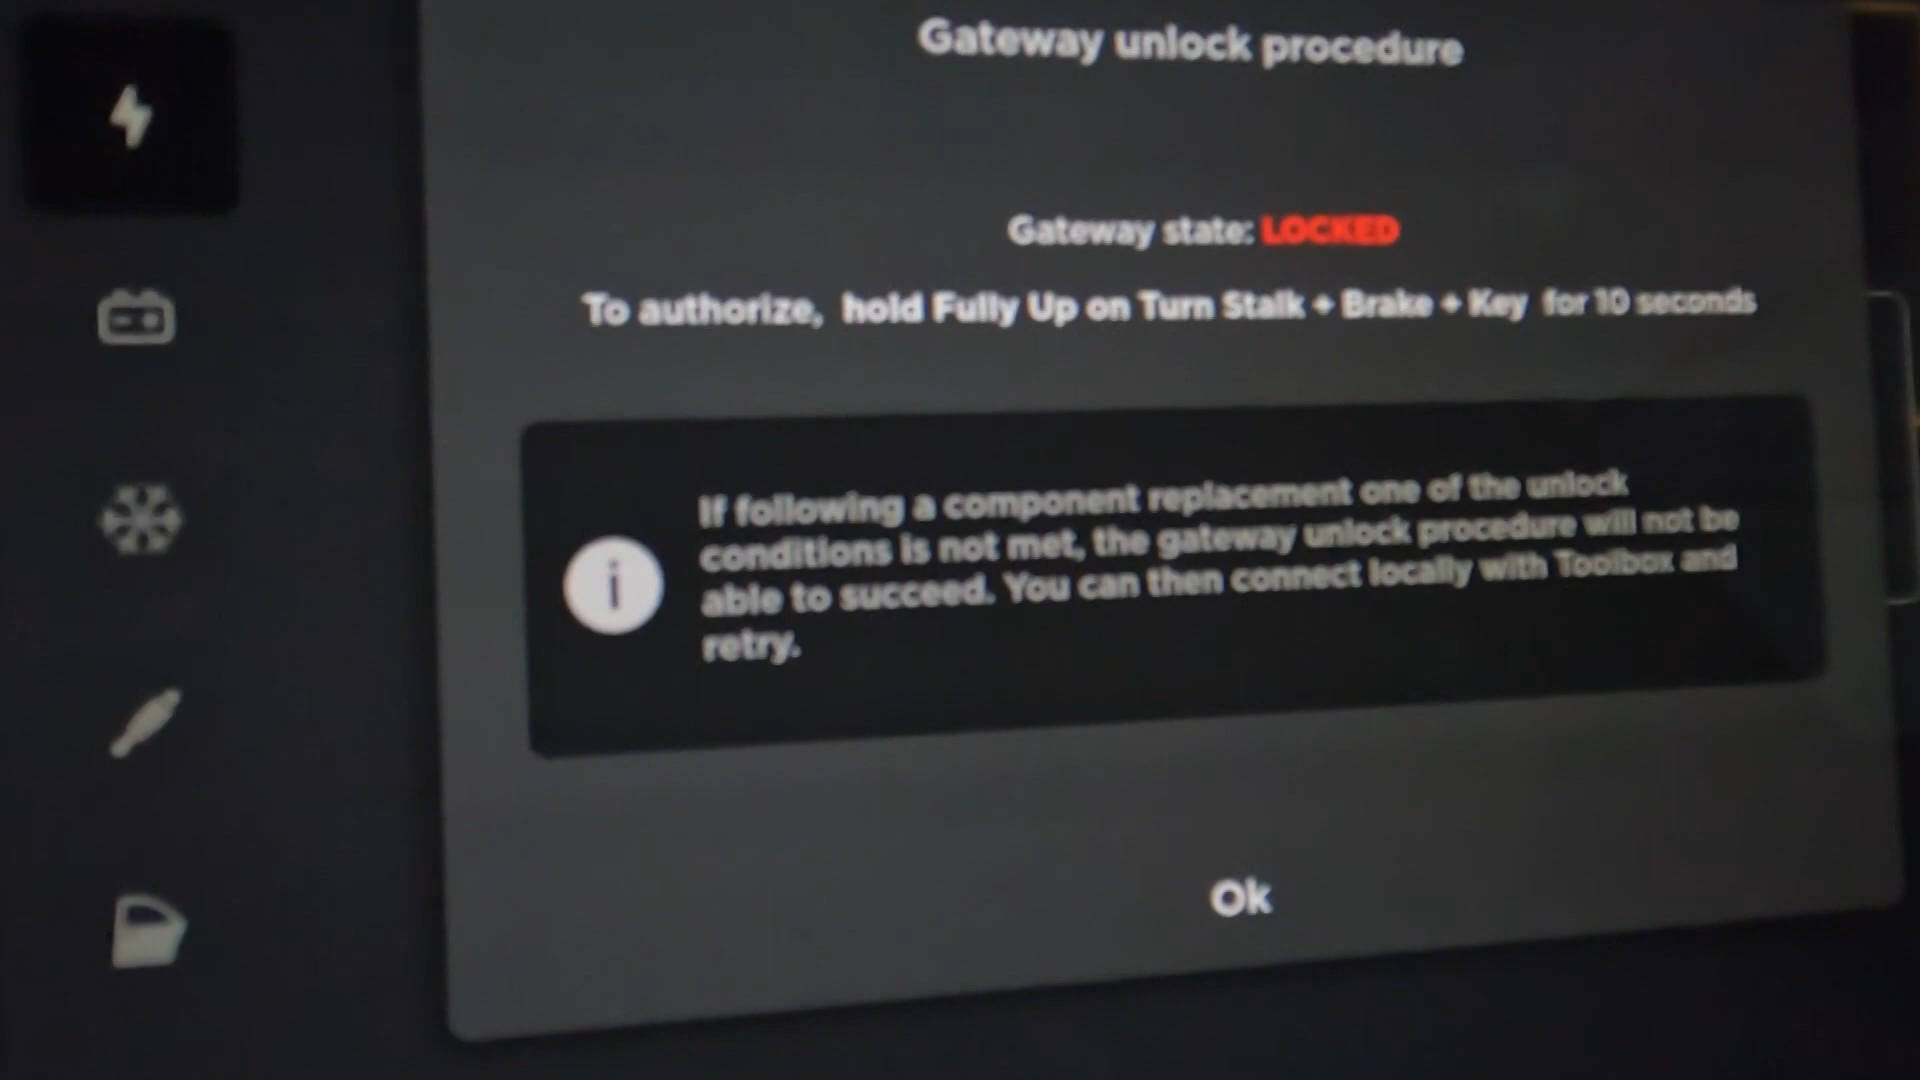 Gateway unlock procedure
Gateway state: LOCKED
To authorize, hold Fully Up on Turn Stalk + Brake + Key for 10 seconds
If following a component replacement one of the unlock
conditions is not met, the gateway unlock procedure will not be
able to succeed. You can then connect locally with Toolbox and
retry.
Ok